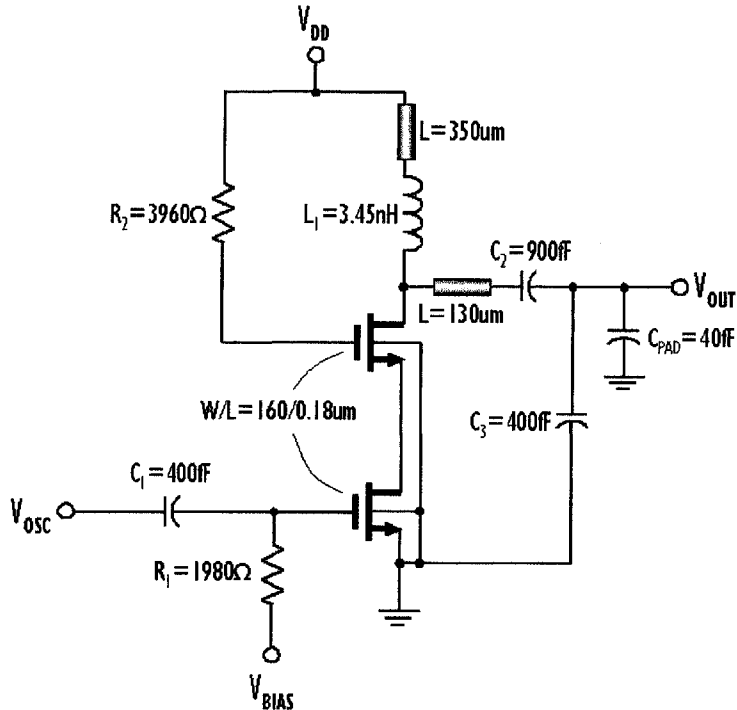 V_DD
L=350um
R_2=3960Ω
L_1=3.45nH
C_2=900fF
V_OUT
L=130um
C_PAD=40fF
W/L=160/0.18um
C_3=400fF
C_1=400fF
V_OSC
R_1=1980Ω
V_BIAS